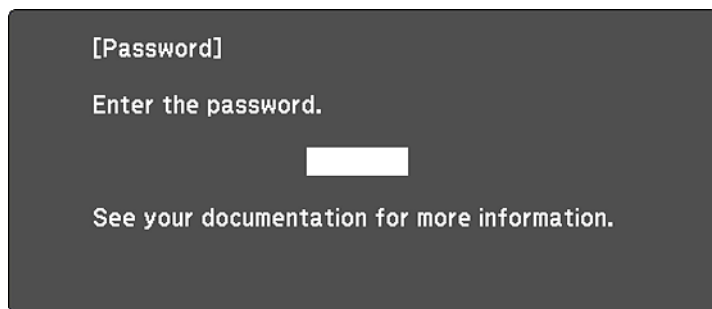 [Password]
Enter the password.
See your documentation for more information.